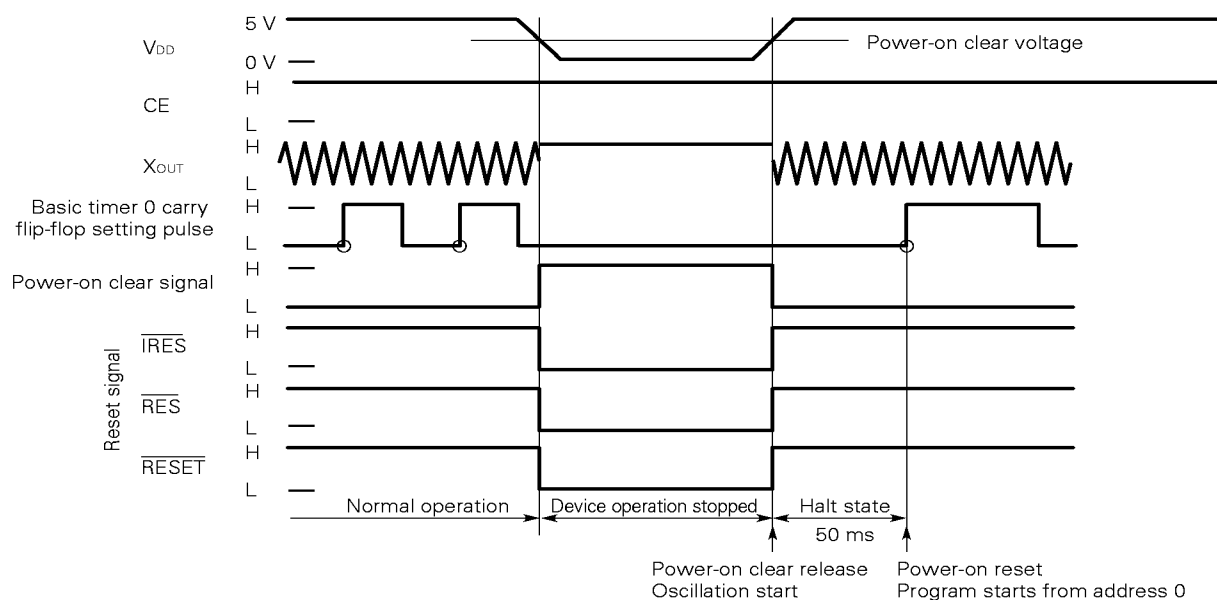 5 V
VDD
Power-on clear voltage
0 V
H
CE
L
H
XOUT
L
Basic timer 0 carry
flip-flop setting pulse
H
L
H
Power-on clear signal
L
Reset signal
H
IRES
L
H
RES
L
H
RESET
L
Normal operation
Device operation stopped
Halt state
50 ms
Power-on clear release
Oscillation start
Power-on reset
Program starts from address 0